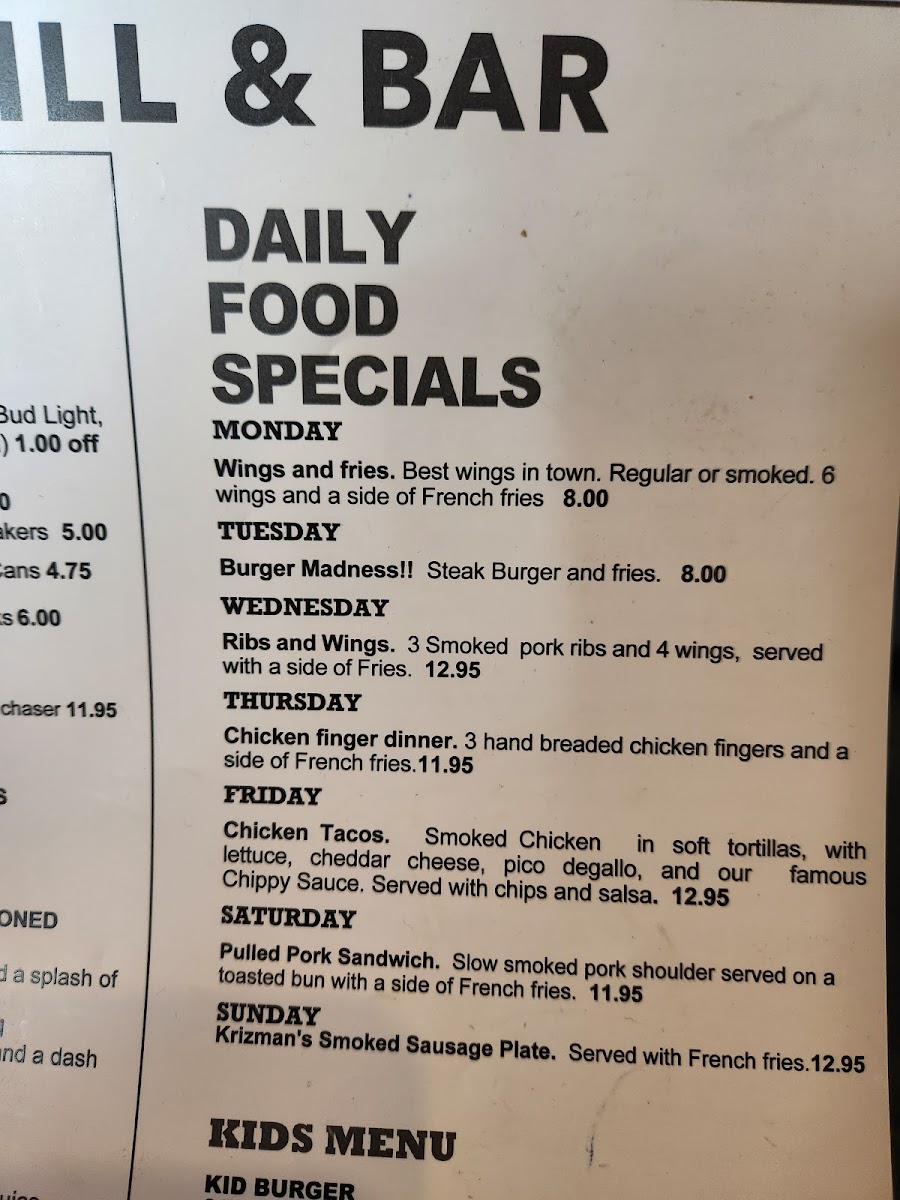 ILL & BAR
Bud Light,
) 1.00 off
0
akers 5.00
Cans 4.75
ks 6.00
chaser 11.95
S
ONED
d a splash of
and a dash
DAILY
FOOD
SPECIALS
MONDAY
Wings and fries. Best wings in town. Regular or smoked. 6
wings and a side of French fries 8.00
TUESDAY
Burger Madness!! Steak Burger and fries. 8.00
WEDNESDAY
Ribs and Wings. 3 Smoked pork ribs and 4 wings, served
with a side of Fries. 12.95
THURSDAY
Chicken finger dinner. 3 hand breaded chicken fingers and a
side of French fries.11.95
FRIDAY
Chicken Tacos. Smoked Chicken in soft tortillas, with
lettuce, cheddar cheese, pico degallo, and our famous
Chippy Sauce. Served with chips and salsa. 12.95
SATURDAY
Pulled Pork Sandwich. Slow smoked pork shoulder served on a
toasted bun with a side of French fries. 11.95
SUNDAY
Krizman's Smoked Sausage Plate. Served with French fries.12.95
KIDS MENU
KID BURGER